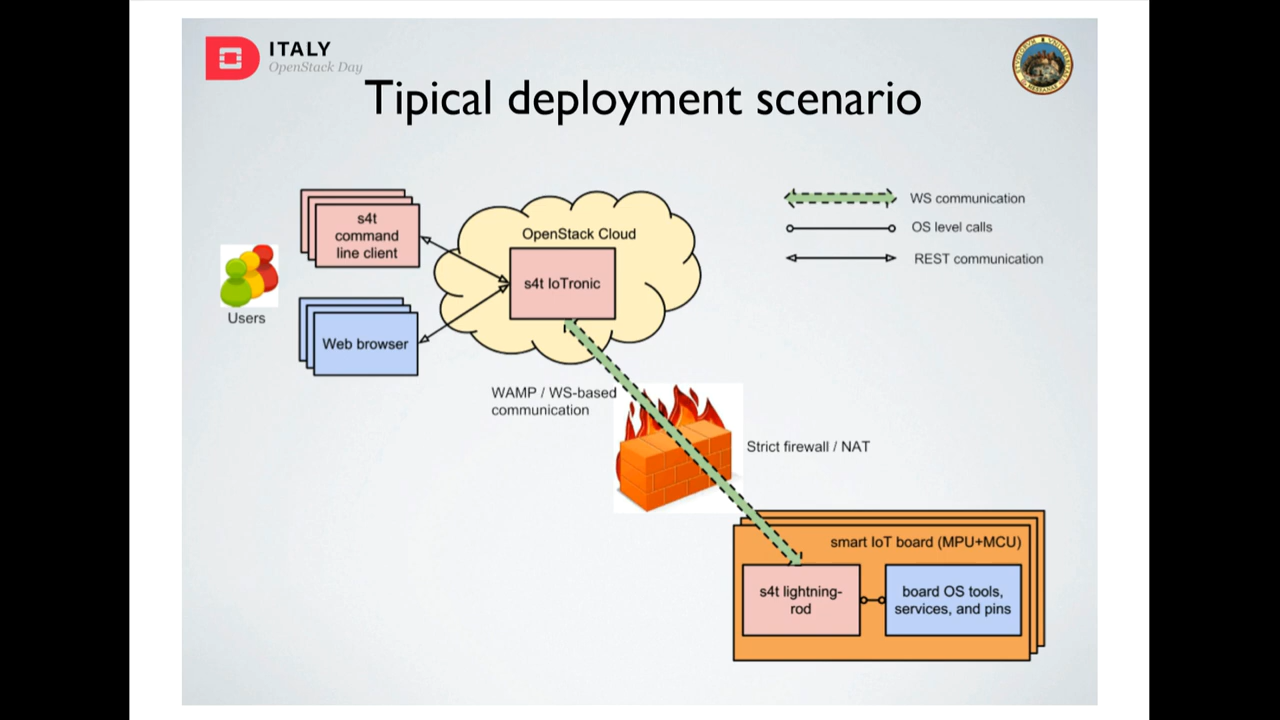 ITALY
OpenStack Day
Tipical deployment scenario
s4t
command
line client
Users
Web browser
OpenStack Cloud
s4t IoTronic
WS communication
OS level calls
REST communication
WAMP / WS-based
communication
Strict firewall / NAT
smart IoT board (MPU+MCU)
s4t lightning-
rod
board OS tools,
services, and pins